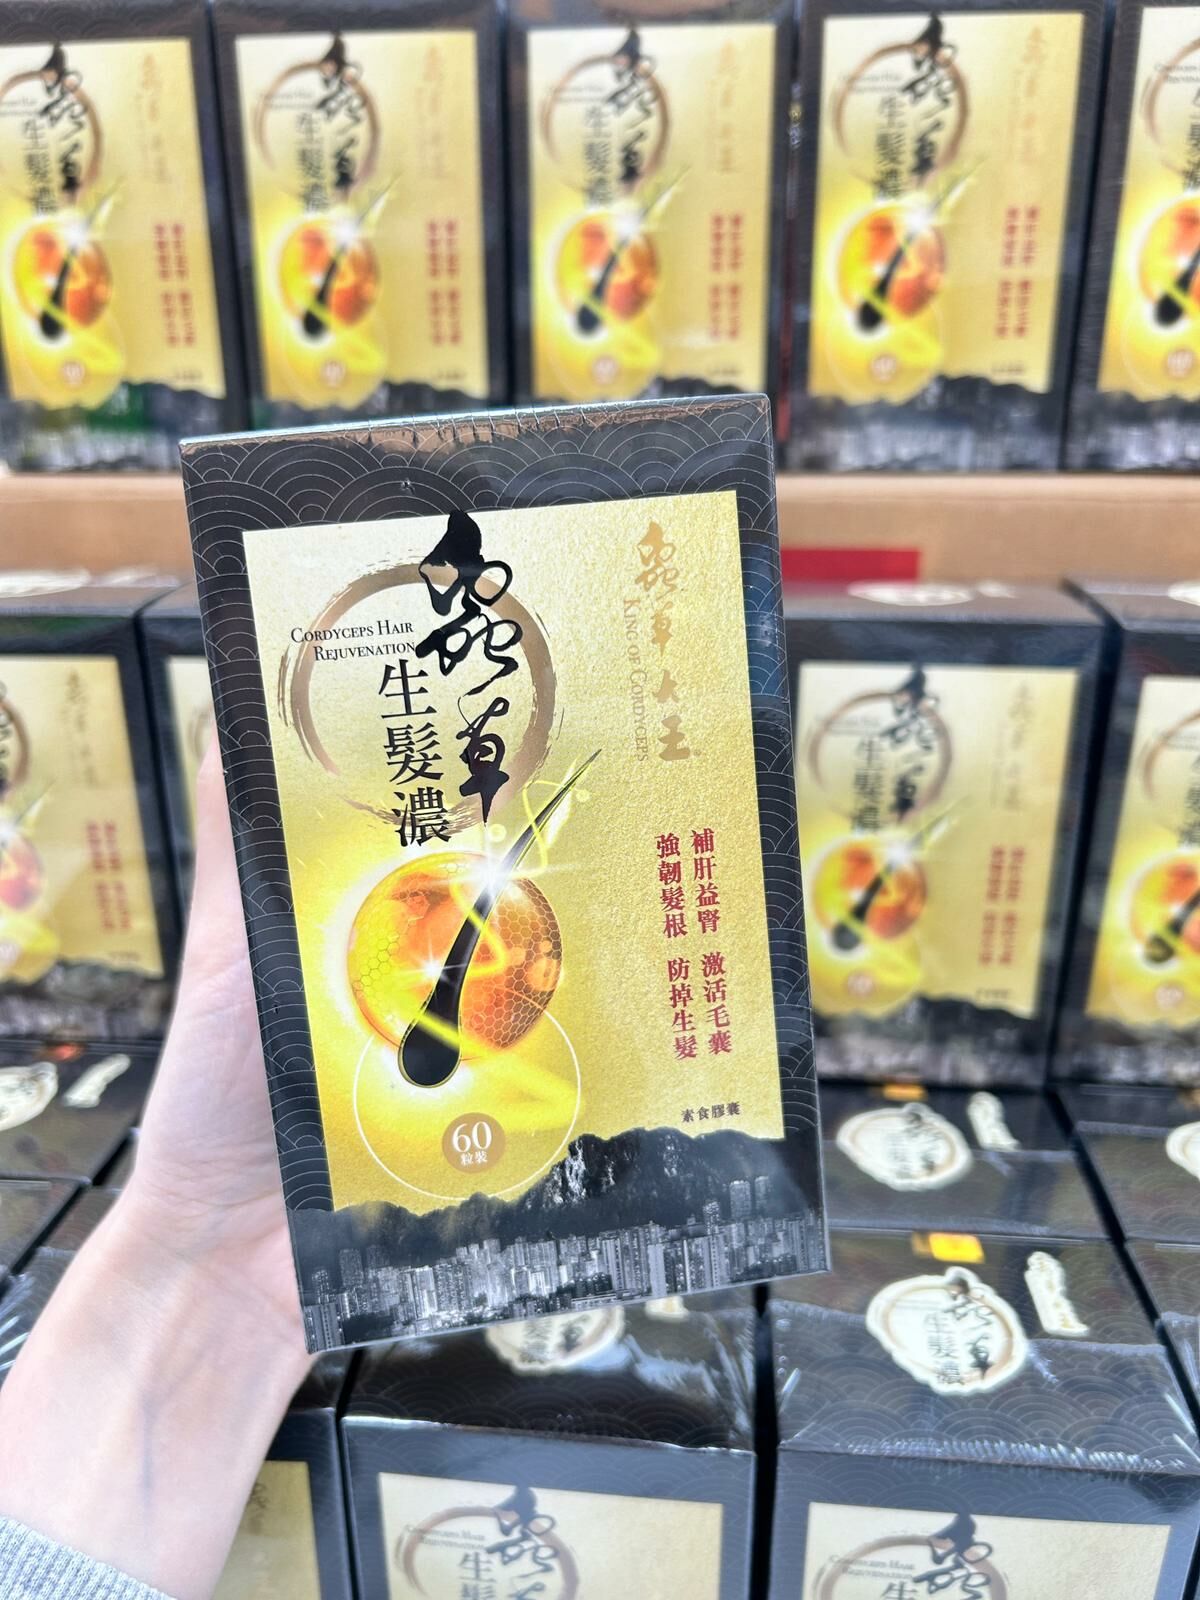 蟲草
CORDYCEPS HAIR
REJUVENATION
生髮濃
蟲草大王
KING OF CORDYCEPS
補肝益腎 激活毛囊
強韌髮根 防掉生髮
素食膠囊
60
粒裝